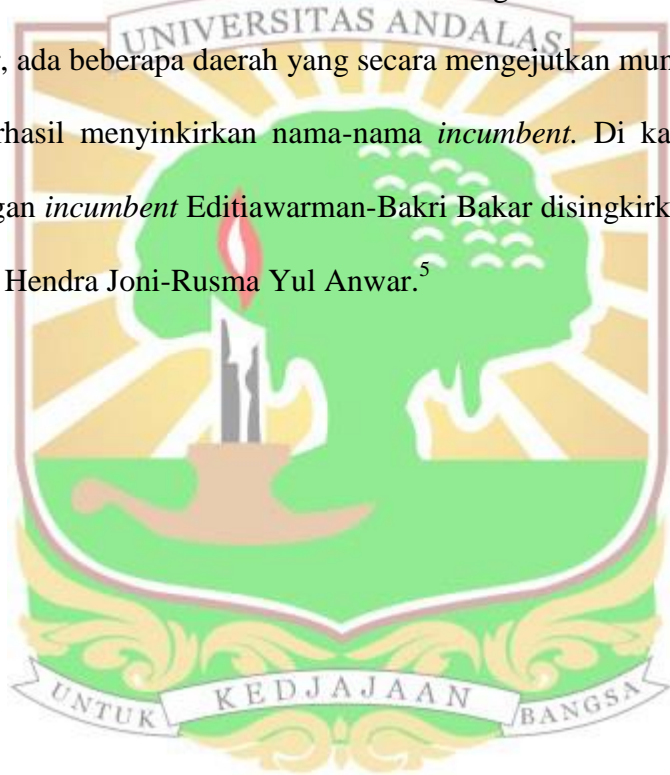 UNIVERSITAS ANDALAS
, ada beberapa daerah yang secara mengejutkan mun
rhasil menyinkirkan nama-nama incumbent. Di ka
gan incumbent Editiawarman-Bakri Bakar disingkirk
Hendra Joni-Rusma Yul Anwar.5
UNTUK KEDJAJAAN BANGSA